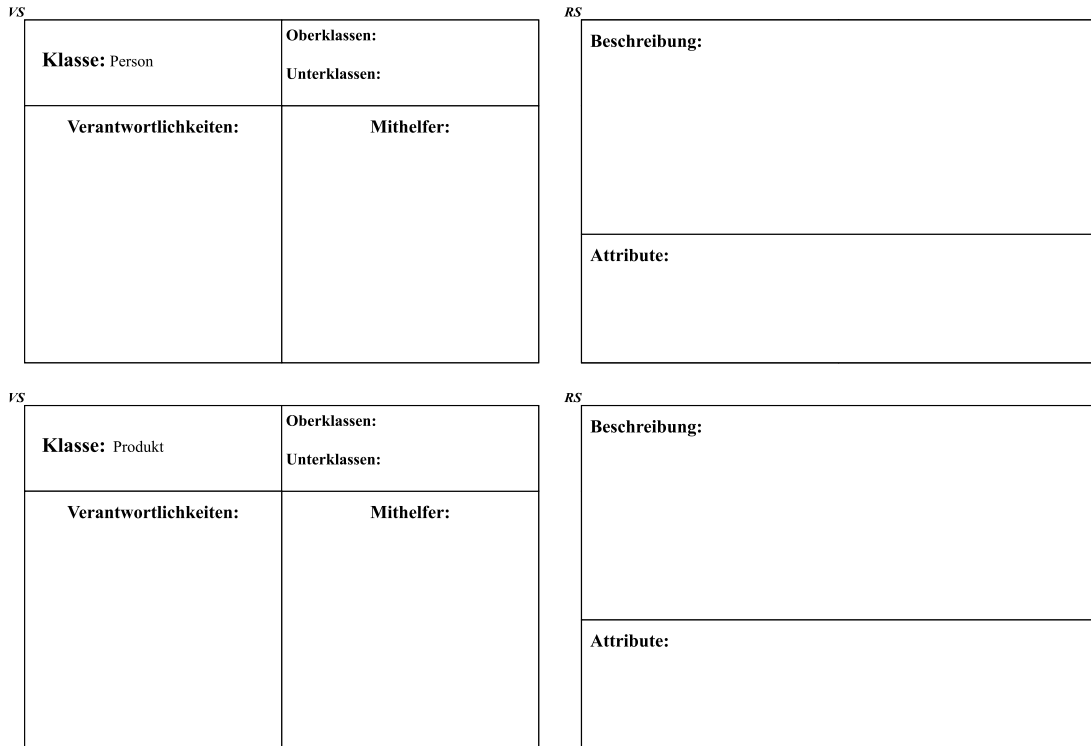 VS
Klasse: Person
Oberklassen:
Unterklassen:
Verantwortlichkeiten:
Mithelfer:
RS
Beschreibung:
Attribute:
VS
Klasse: Produkt
Oberklassen:
Unterklassen:
Verantwortlichkeiten:
Mithelfer:
RS
Beschreibung:
Attribute: